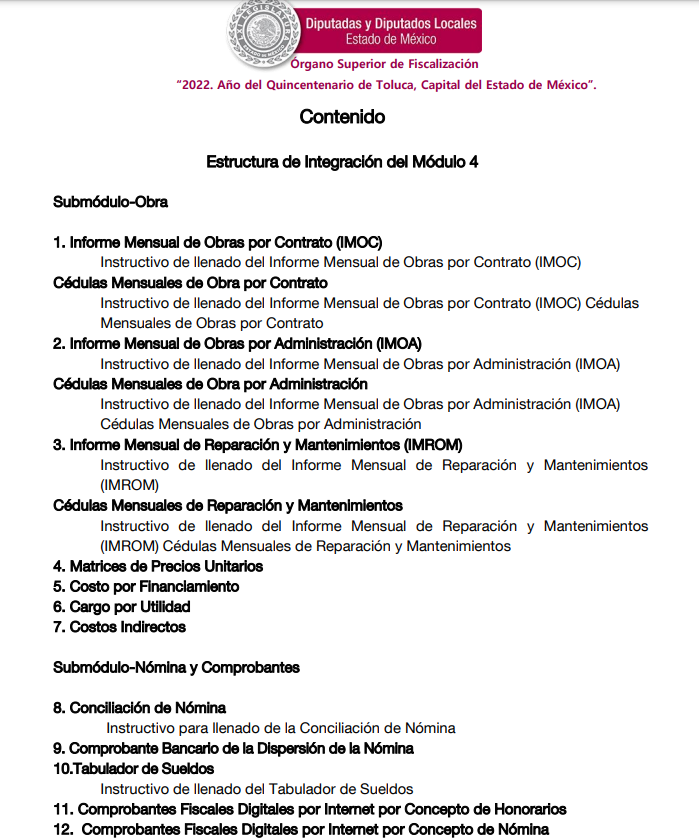 Diputadas y Diputados Locales
Estado de México
Órgano Superior de Fiscalización
“2022. Año del Quincentenario de Toluca, Capital del Estado de México”.
Contenido
Estructura de Integración del Módulo 4
Submódulo-Obra
1. Informe Mensual de Obras por Contrato (IMOC)
Instructivo de llenado del Informe Mensual de Obras por Contrato (IMOC)
Cédulas Mensuales de Obra por Contrato
Instructivo de llenado del Informe Mensual de Obras por Contrato (IMOC) Cédulas
Mensuales de Obras por Contrato
2. Informe Mensual de Obras por Administración (IMOA)
Instructivo de llenado del Informe Mensual de Obras por Administración (IMOA)
Cédulas Mensuales de Obra por Administración
Instructivo de llenado del Informe Mensual de Obras por Administración (IMOA)
Cédulas Mensuales de Obras por Administración
3. Informe Mensual de Reparación y Mantenimientos (IMROM)
Instructivo de llenado del Informe Mensual de Reparación y Mantenimientos
(IMROM)
Cédulas Mensuales de Reparación y Mantenimientos
Instructivo de llenado del Informe Mensual de Reparación y Mantenimientos
(IMROM) Cédulas Mensuales de Reparación y Mantenimientos
4. Matrices de Precios Unitarios
5. Costo por Financiamiento
6. Cargo por Utilidad
7. Costos Indirectos
Submódulo-Nómina y Comprobantes
8. Conciliación de Nómina
Instructivo para llenado de la Conciliación de Nómina
9. Comprobante Bancario de la Dispersión de la Nómina
10.Tabulador de Sueldos
Instructivo de llenado del Tabulador de Sueldos
11. Comprobantes Fiscales Digitales por Internet por Concepto de Honorarios
12. Comprobantes Fiscales Digitales por Internet por Concepto de Nómina